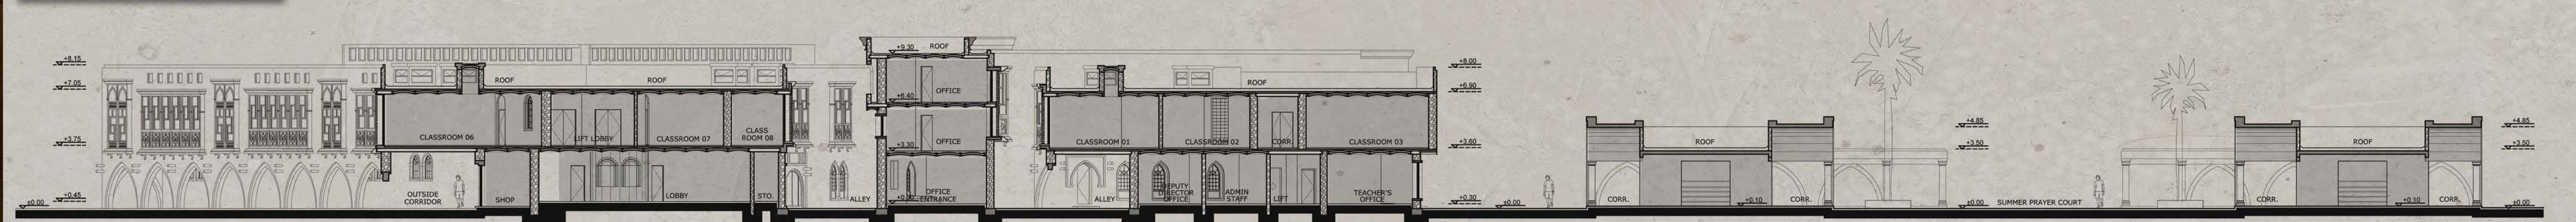 +8.15
+7.05
+3.75
+0.45
+0.00
ROOF
ROOF
CLASSROOM 06
LIFT LOBBY
CLASSROOM 07
CLASS
ROOM 08
OUTSIDE
CORRIDOR
SHOP
LOBBY
STO.
ALLEY
+9.30
ROOF
OFFICE
+6.40
OFFICE
+3.30
OFFICE
ENTRANCE
ROOF
CLASSROOM 01
CLASSROOM 02
CORR.
CLASSROOM 03
ALLEY
DEPUTY
DIRECTOR
OFFICE
ADMIN
STAFF
LIFT
TEACHER'S
OFFICE
+8.00
+6.90
+3.60
+0.30
+0.00
ROOF
CORR.
+0.10
CORR.
+4.85
+3.50
+0.00
SUMMER PRAYER COURT
+0.00
ROOF
CORR.
+0.10
CORR.
+4.85
+3.50
+0.00